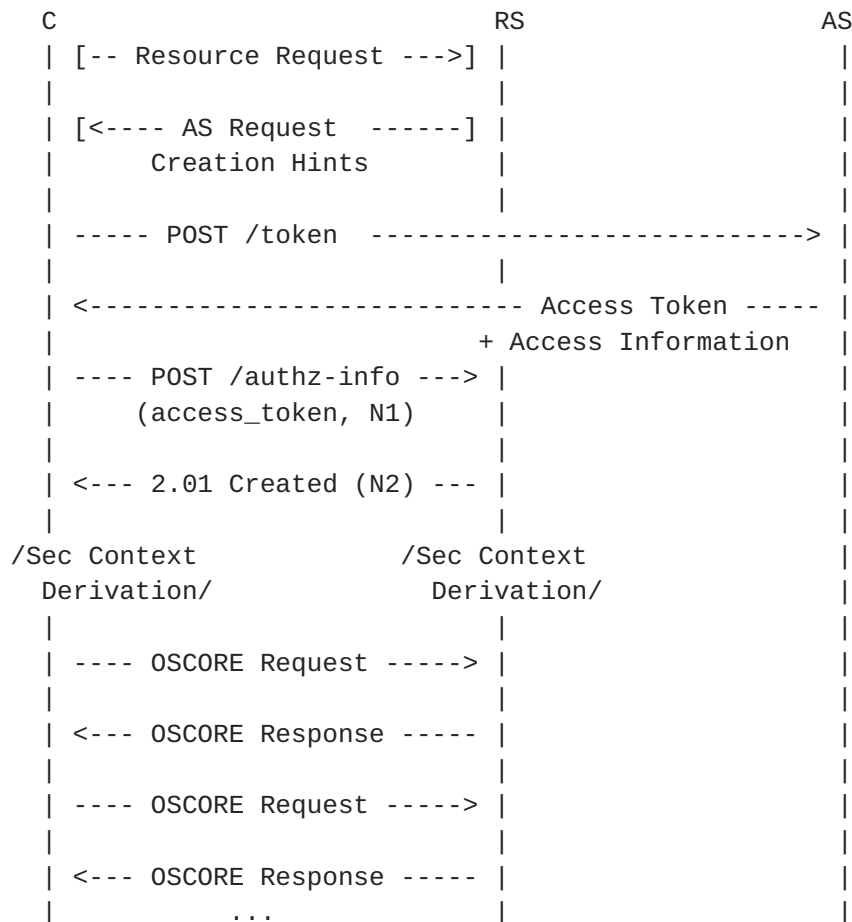 C RS AS
| [-- Resource Request --->] | |
| | |
| [<---- AS Request ------] | |
| Creation Hints | |
| | |
| ----- POST /token ----------------------------> |
| | |
| <---------------------------- Access Token ----- |
| + Access Information |
| ---- POST /authz-info ---> | |
| (access_token, N1) | |
| | |
| <--- 2.01 Created (N2) --- | |
| | |
/Sec Context /Sec Context |
Derivation/ Derivation/ |
| | |
| ---- OSCORE Request -----> | |
| | |
| <--- OSCORE Response ----- | |
| | |
| ---- OSCORE Request -----> | |
| | |
| <--- OSCORE Response ----- | |
| ... | |